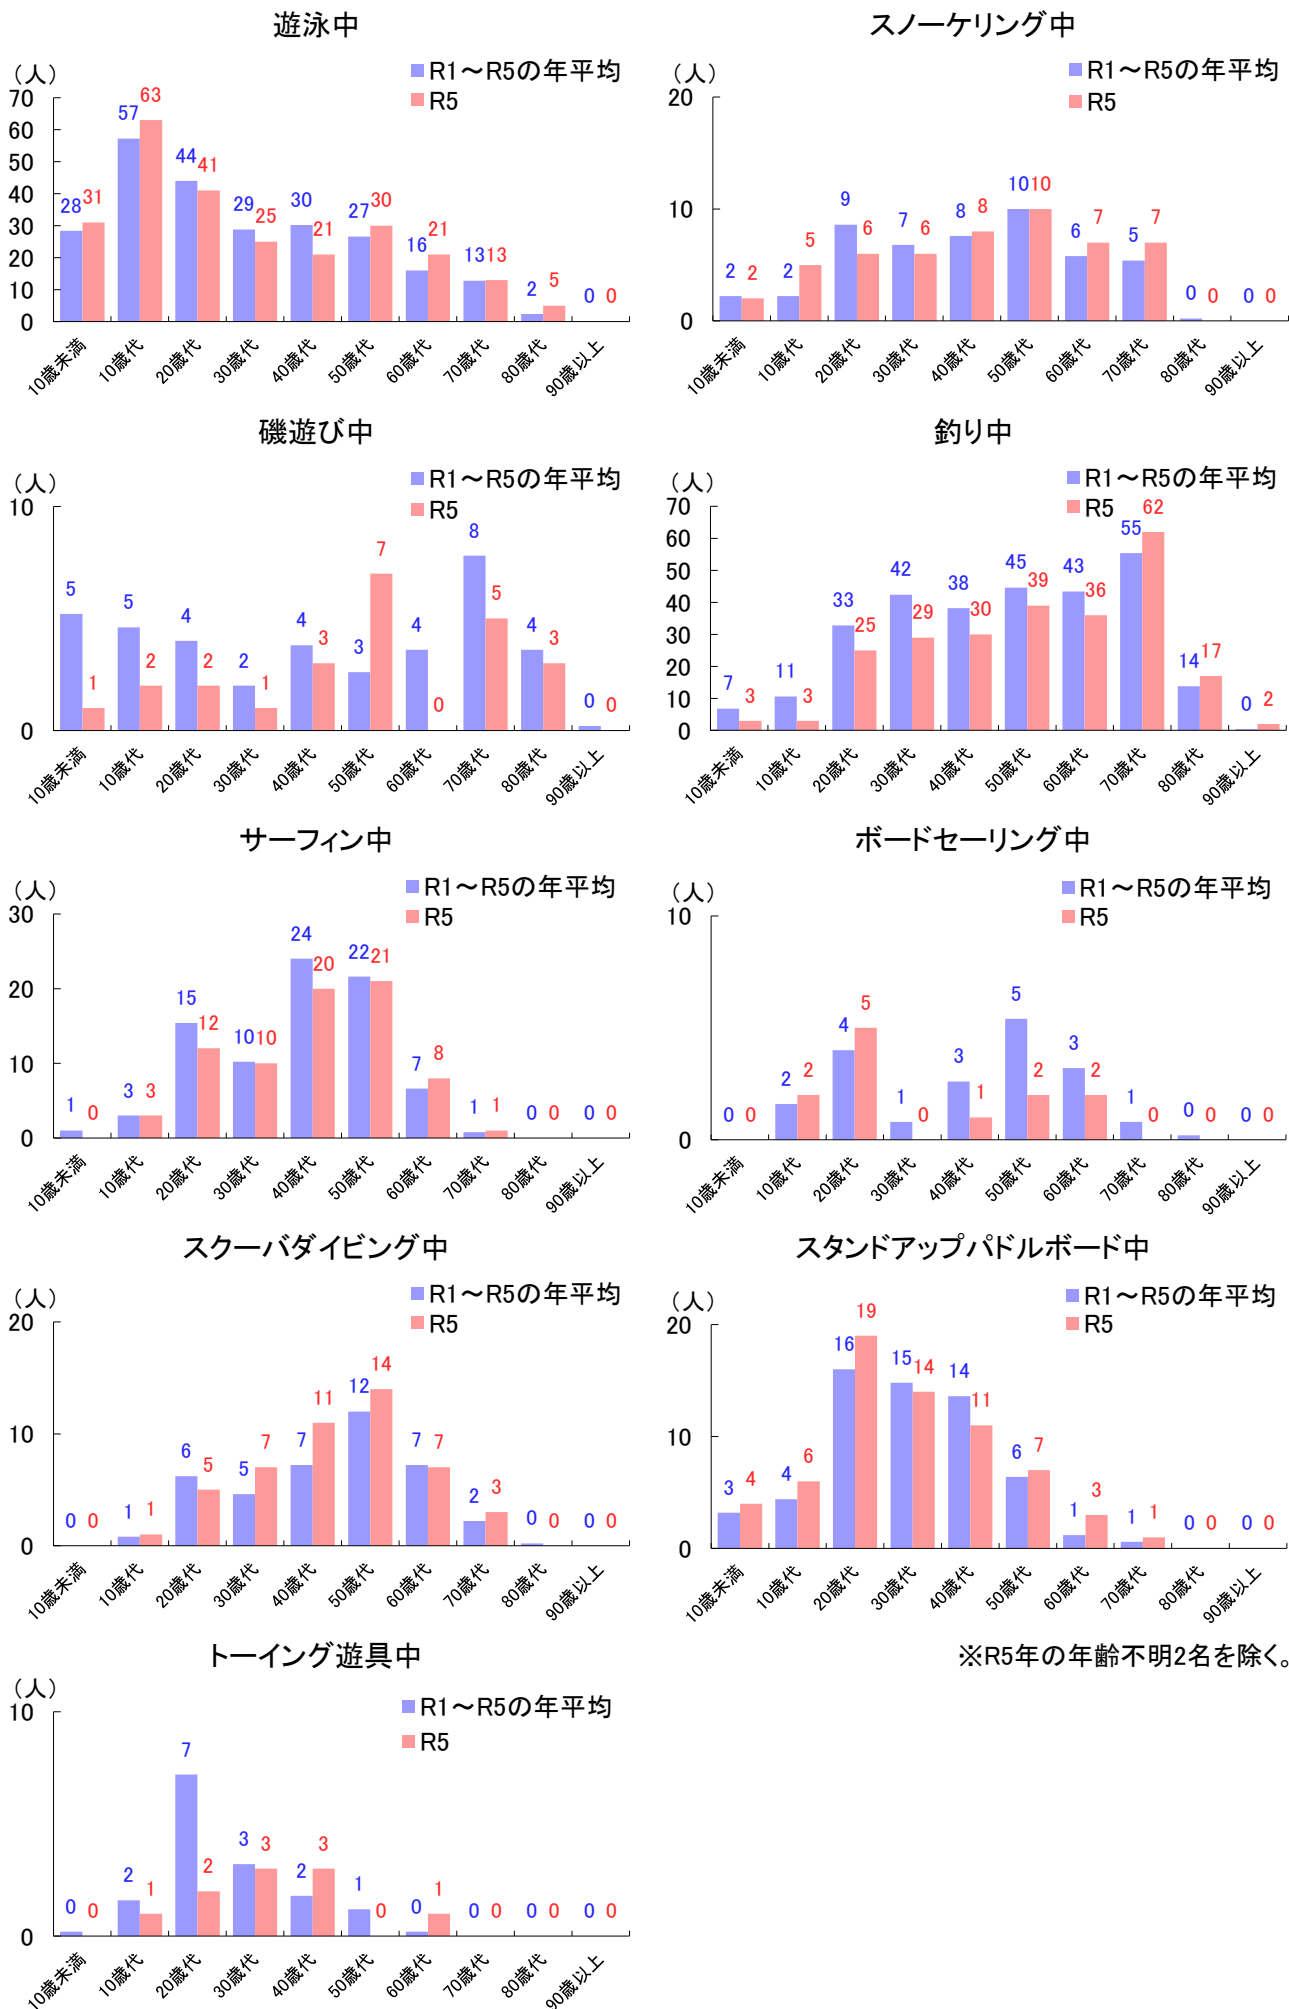 遊泳中
(人)
R1～R5の年平均
R5
70
60
50
40
30
20
10
0
28 31 57 63 44 41 29 25 30 21 27 30 16 21 13 13 2 5 0 0
10歳未満 10歳代 20歳代 30歳代 40歳代 50歳代 60歳代 70歳代 80歳代 90歳以上
スノーケリング中
(人)
R1～R5の年平均
R5
20
10
0
2 2 2 5 9 6 7 6 8 8 10 10 6 7 5 7 0 0 0 0
10歳未満 10歳代 20歳代 30歳代 40歳代 50歳代 60歳代 70歳代 80歳代 90歳以上
磯遊び中
(人)
R1～R5の年平均
R5
10
0
5 1 5 2 4 2 2 1 4 3 3 7 4 0 8 5 4 3 0 0
10歳未満 10歳代 20歳代 30歳代 40歳代 50歳代 60歳代 70歳代 80歳代 90歳以上
釣り中
(人)
R1～R5の年平均
R5
70
60
50
40
30
20
10
0
7 3 11 3 33 25 42 29 38 30 45 39 43 36 55 62 14 17 0 2
10歳未満 10歳代 20歳代 30歳代 40歳代 50歳代 60歳代 70歳代 80歳代 90歳以上
サーフィン中
(人)
R1～R5の年平均
R5
30
20
10
0
1 0 3 3 15 12 10 10 24 20 22 21 7 8 1 1 0 0 0 0
10歳未満 10歳代 20歳代 30歳代 40歳代 50歳代 60歳代 70歳代 80歳代 90歳以上
ボードセーリング中
(人)
R1～R5の年平均
R5
10
0
0 0 2 2 4 5 1 0 3 1 5 2 3 2 1 0 0 0 0 0
10歳未満 10歳代 20歳代 30歳代 40歳代 50歳代 60歳代 70歳代 80歳代 90歳以上
スクーバダイビング中
(人)
R1～R5の年平均
R5
20
10
0
0 0 1 1 6 5 5 7 7 11 12 14 7 7 2 3 0 0 0 0
10歳未満 10歳代 20歳代 30歳代 40歳代 50歳代 60歳代 70歳代 80歳代 90歳以上
スタンドアップパドルボード中
(人)
R1～R5の年平均
R5
20
10
0
3 4 4 6 16 19 15 14 14 11 6 7 1 3 1 1 0 0 0 0
10歳未満 10歳代 20歳代 30歳代 40歳代 50歳代 60歳代 70歳代 80歳代 90歳以上
※R5年の年齢不明2名を除く。
トーイング遊具中
(人)
R1～R5の年平均
R5
10
0
0 0 2 1 7 2 3 3 2 3 1 0 0 1 0 0 0 0 0 0
10歳未満 10歳代 20歳代 30歳代 40歳代 50歳代 60歳代 70歳代 80歳代 90歳以上